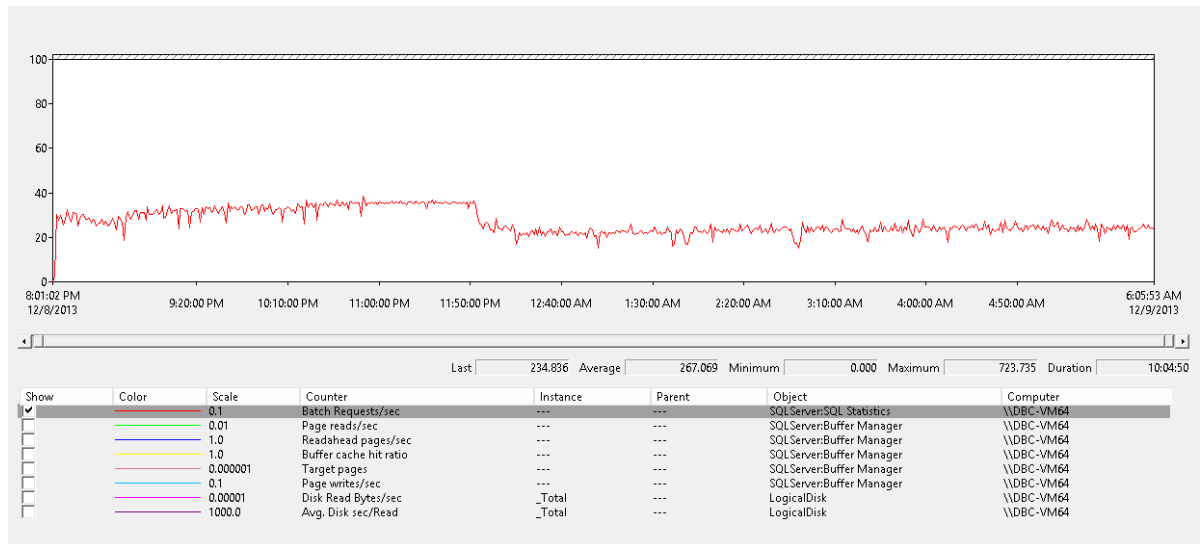 100
80
60
40
20
0
8:01:02 PM 9:20:00 PM 10:10:00 PM 11:00:00 PM 11:50:00 PM 12:40:00 AM 1:30:00 AM 2:20:00 AM 3:10:00 AM 4:00:00 AM 4:50:00 AM 6:05:53 AM
12/8/2013 12/9/2013
Last 234.836 Average 267.069 Minimum 0.000 Maximum 723.735 Duration 10:04:50
Show Color Scale Counter Instance Parent Object Computer
0.1 Batch Requests/sec --- --- SQLServer:SQL Statistics \\DBC-VM64
0.01 Page reads/sec --- --- SQLServer:Buffer Manager \\DBC-VM64
1.0 Readahead pages/sec --- --- SQLServer:Buffer Manager \\DBC-VM64
1.0 Buffer cache hit ratio --- --- SQLServer:Buffer Manager \\DBC-VM64
0.000001 Target pages --- --- SQLServer:Buffer Manager \\DBC-VM64
0.1 Page writes/sec --- --- SQLServer:Buffer Manager \\DBC-VM64
0.00001 Disk Read Bytes/sec _Total --- LogicalDisk \\DBC-VM64
1000.0 Avg. Disk sec/Read _Total --- LogicalDisk \\DBC-VM64